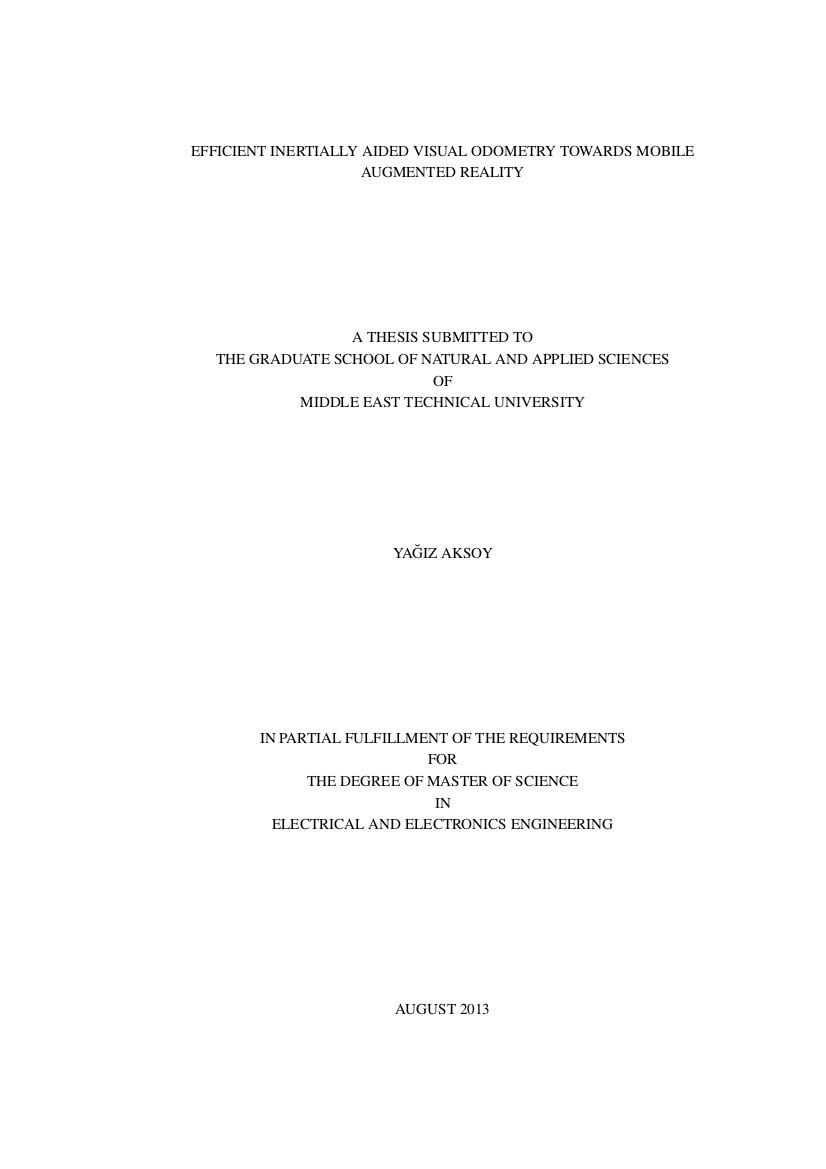 EFFICIENT INERTIALLY AIDED VISUAL ODOMETRY TOWARDS MOBILE
AUGMENTED REALITY
A THESIS SUBMITTED TO
THE GRADUATE SCHOOL OF NATURAL AND APPLIED SCIENCES
OF
MIDDLE EAST TECHNICAL UNIVERSITY
YAĞIZ AKSOY
IN PARTIAL FULFILLMENT OF THE REQUIREMENTS
FOR
THE DEGREE OF MASTER OF SCIENCE
IN
ELECTRICAL AND ELECTRONICS ENGINEERING
AUGUST 2013